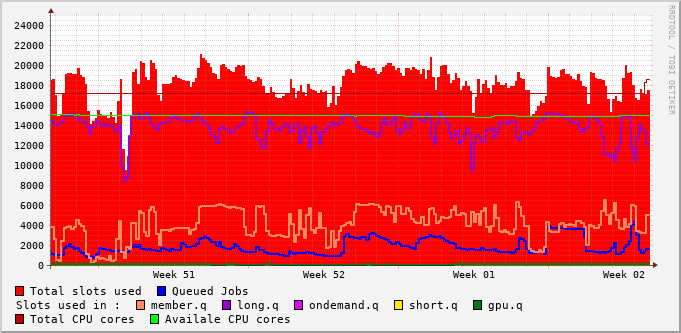 24000
22000
20000
18000
16000
14000
12000
10000
8000
6000
4000
2000
0
Week 51 Week 52 Week 01 Week 02
RRDTOOL / TOBI OETIKER
Total slots used Queued Jobs
Slots used in : member.q long.q ondemand.q short.q gpu.q
Total CPU cores Availale CPU cores